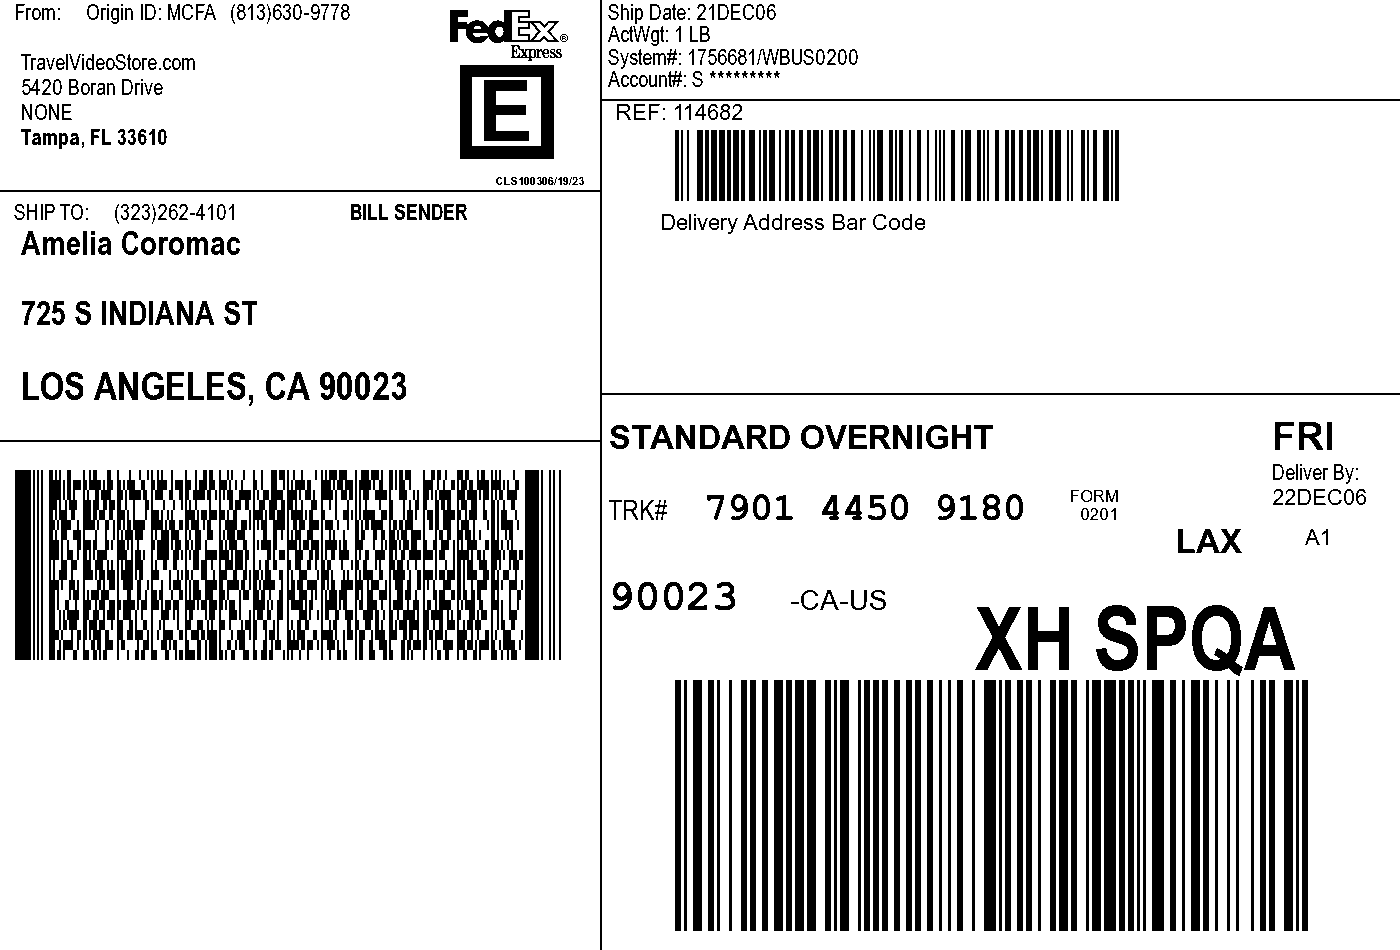 From: Origin ID: MCFA (813)630-9778
TravelVideoStore.com
5420 Boran Drive
NONE
Tampa, FL 33610
FedEx®
Express
E
CLS100306/19/23
Ship Date: 21DEC06
ActWgt: 1 LB
System#: 1756681/WBUS0200
Account#: S *********
REF: 114682
Delivery Address Bar Code
SHIP TO: (323)262-4101 BILL SENDER
Amelia Coromac
725 S INDIANA ST
LOS ANGELES, CA 90023
STANDARD OVERNIGHT
FRI
Deliver By:
22DEC06
TRK# 7901 4450 9180 FORM
0201
LAX A1
90023 -CA-US
XH SPQA